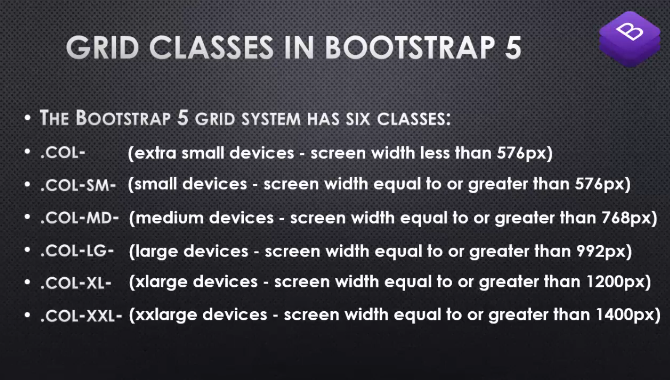 GRID CLASSES IN BOOTSTRAP 5
B
• THE BOOTSTRAP 5 GRID SYSTEM HAS SIX CLASSES:
• .COL- (extra small devices - screen width less than 576px)
• .COL-SM- (small devices - screen width equal to or greater than 576px)
• .COL-MD- (medium devices - screen width equal to or greater than 768px)
• .COL-LG- (large devices - screen width equal to or greater than 992px)
• .COL-XL- (xlarge devices - screen width equal to or greater than 1200px)
• .COL-XXL- (xxlarge devices - screen width equal to or greater than 1400px)